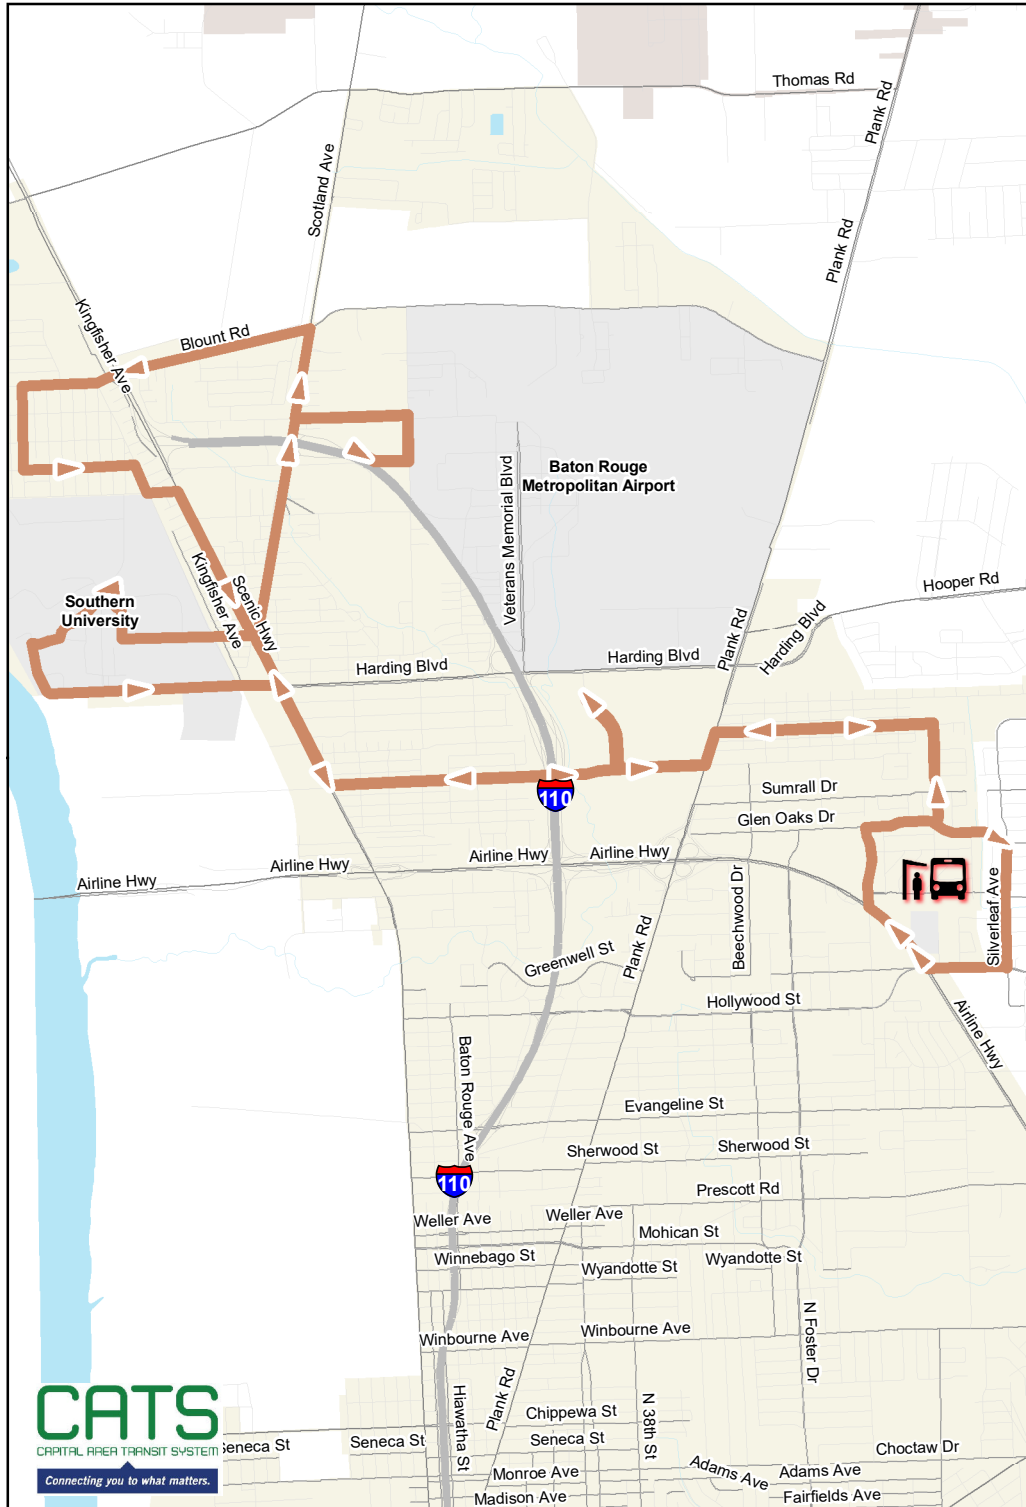 Thomas Rd
Plank Rd
Scotland Ave
Plank Rd
Kingfisher Ave
Blount Rd
Baton Rouge
Metropolitan Airport
Veterans Memorial Blvd
Hooper Rd
Kingfisher Ave
Scenic Hwy
Southern
University
Harding Blvd
Harding Blvd
Plank Rd
Harding Blvd
110
Sumrall Dr
Glen Oaks Dr
Airline Hwy
Airline Hwy
Airline Hwy
Airline Hwy
Beechwood Dr
Silverleaf Ave
Plank Rd
Greenwell St
Hollywood St
Airline Hwy
Baton Rouge Ave
Evangeline St
Sherwood St
Sherwood St
110
Prescott Rd
Weller Ave
Weller Ave
Mohican St
Winnebago St
Wyandotte St
Wyandotte St
Winbourne Ave
Winbourne Ave
N Foster Dr
Hiawatha St
Plank Rd
N 38th St
Chippewa St
Seneca St
Seneca St
Seneca St
Choctaw Dr
Monroe Ave
Adams Ave
Adams Ave
Madison Ave
Fairfields Ave
CATS
CAPITAL AREA TRANSIT SYSTEM
Connecting you to what matters.